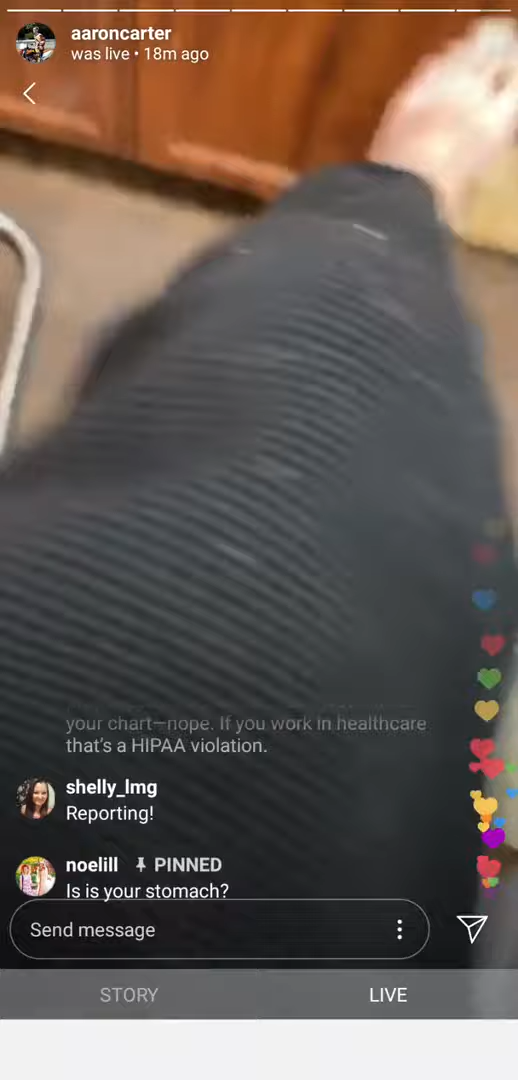 aaroncarter
was live • 18m ago
your chart—nope. If you work in healthcare
that's a HIPAA violation.
shelly_lmg
Reporting!
noelill PINNED
Is is your stomach?
Send message
STORY
LIVE